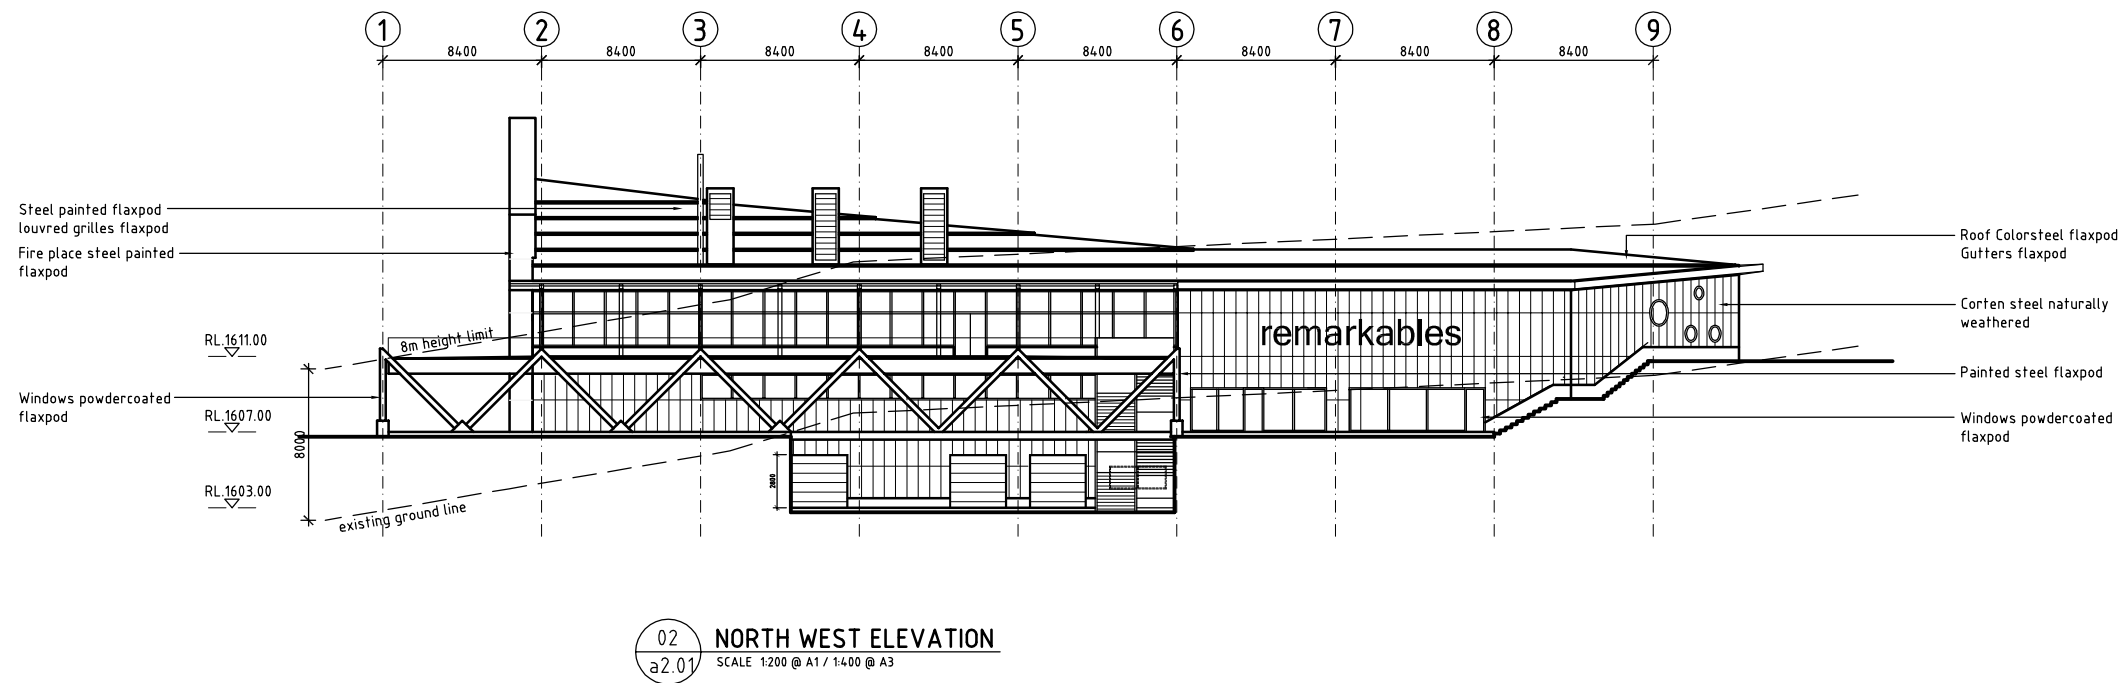 1 2 3 4 5 6 7 8 9
8400 8400 8400 8400 8400 8400 8400 8400
Steel painted flaxpod
louvred grilles flaxpod
Fire place steel painted
flaxpod
Roof Colorsteel flaxpod
Gutters flaxpod
Corten steel naturally
weathered
remarkables
RL.1611.00
8m height limit
Painted steel flaxpod
Windows powdercoated
flaxpod
RL.1607.00
Windows powdercoated
flaxpod
8000
2800
RL.1603.00
existing ground line
02
a2.01
NORTH WEST ELEVATION
SCALE 1:200 @ A1 / 1:400 @ A3